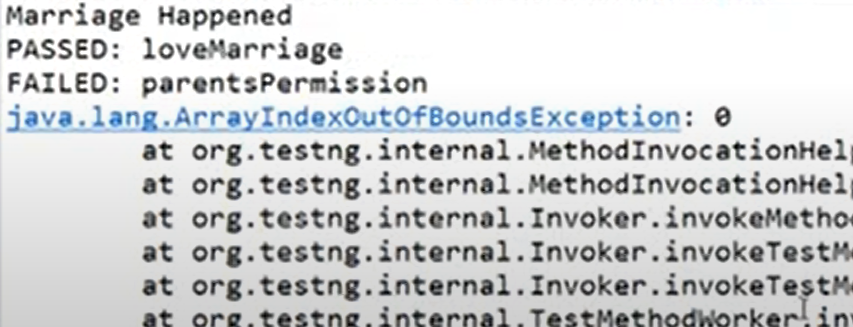 Marriage Happened
PASSED: loveMarriage
FAILED: parentsPermission
java.lang.ArrayIndexOutOfBoundsException: 0
at org.testng.internal.MethodInvocationHelp
at org.testng.internal.MethodInvocationHelp
at org.testng.internal.Invoker.invokeMetho
at org.testng.internal.Invoker.invokeTestM
at org.testng.internal.Invoker.invokeTestM
at org.testng.internal.TestMethodWorker.inv